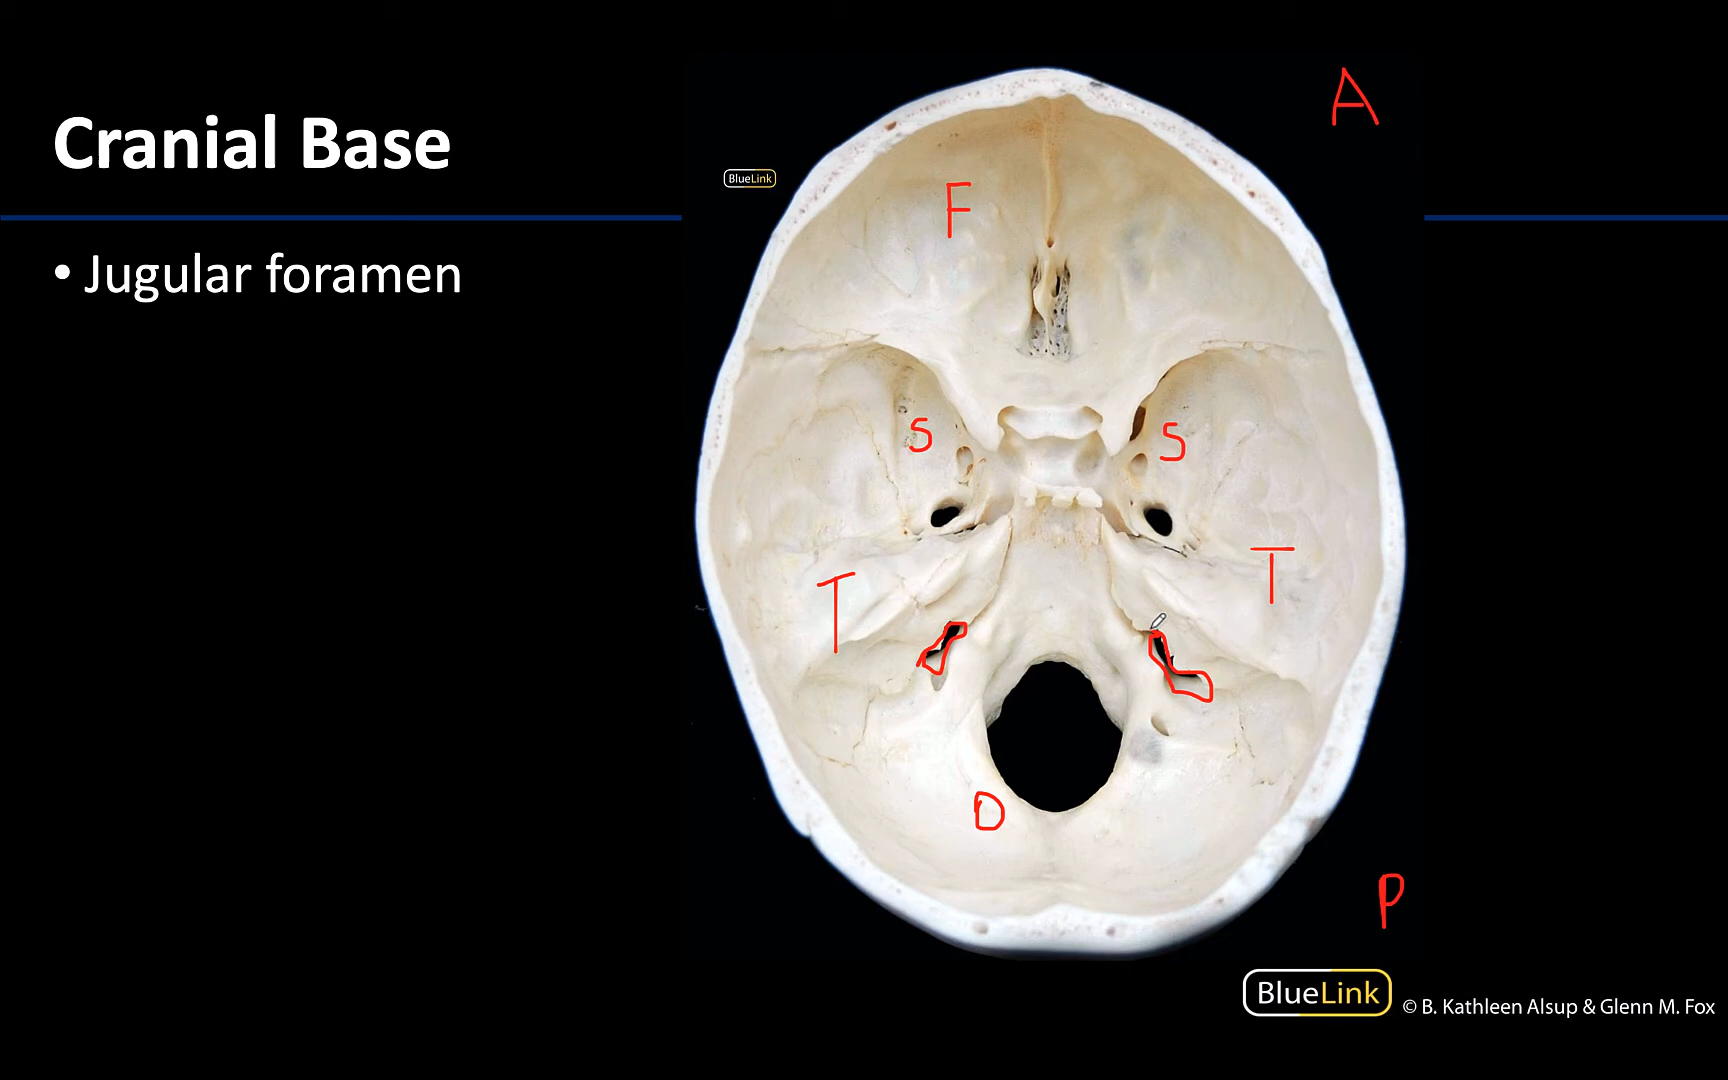 Cranial Base
• Jugular foramen
A
BlueLink
F
S
S
T
T
O
P
BlueLink
© B. Kathleen Alsup & Glenn M. Fox